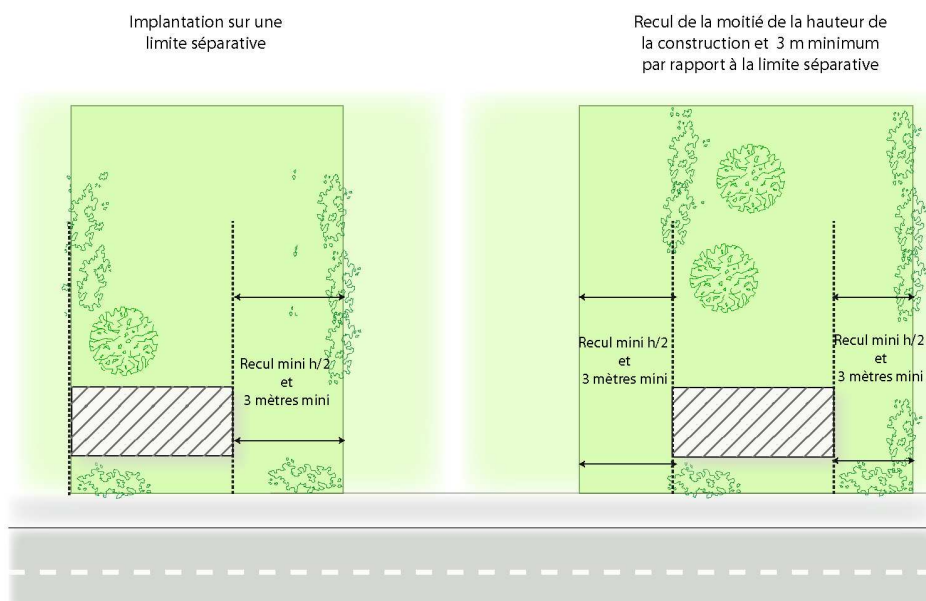 Implantation sur une
limite séparative
Recul de la moitié de la hauteur de
la construction et 3 m minimum
par rapport à la limite séparative
Recul mini h/2
et
3 mètres mini
Recul mini h/2
et
3 mètres mini
Recul mini h/2
et
3 mètres mini